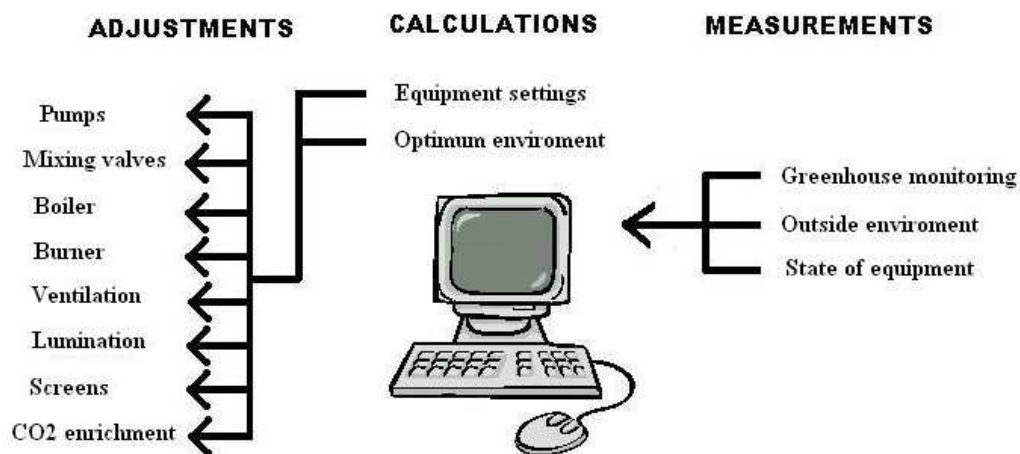 ADJUSTMENTS
CALCULATIONS
MEASUREMENTS
Pumps
Mixing valves
Boiler
Burner
Ventilation
Lumination
Screens
CO2 enrichment
Equipment settings
Optimum enviroment
Greenhouse monitoring
Outside enviroment
State of equipment